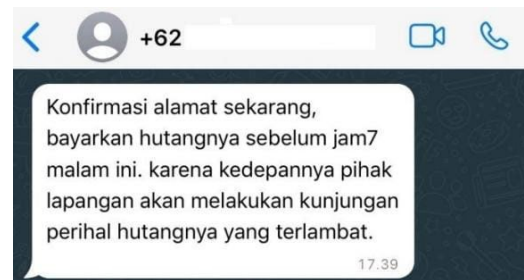 +62
Konfirmasi alamat sekarang,
bayarkan hutangnya sebelum jam7
malam ini. karena kedepannya pihak
lapangan akan melakukan kunjungan
perihal hutangnya yang terlambat.
17.39